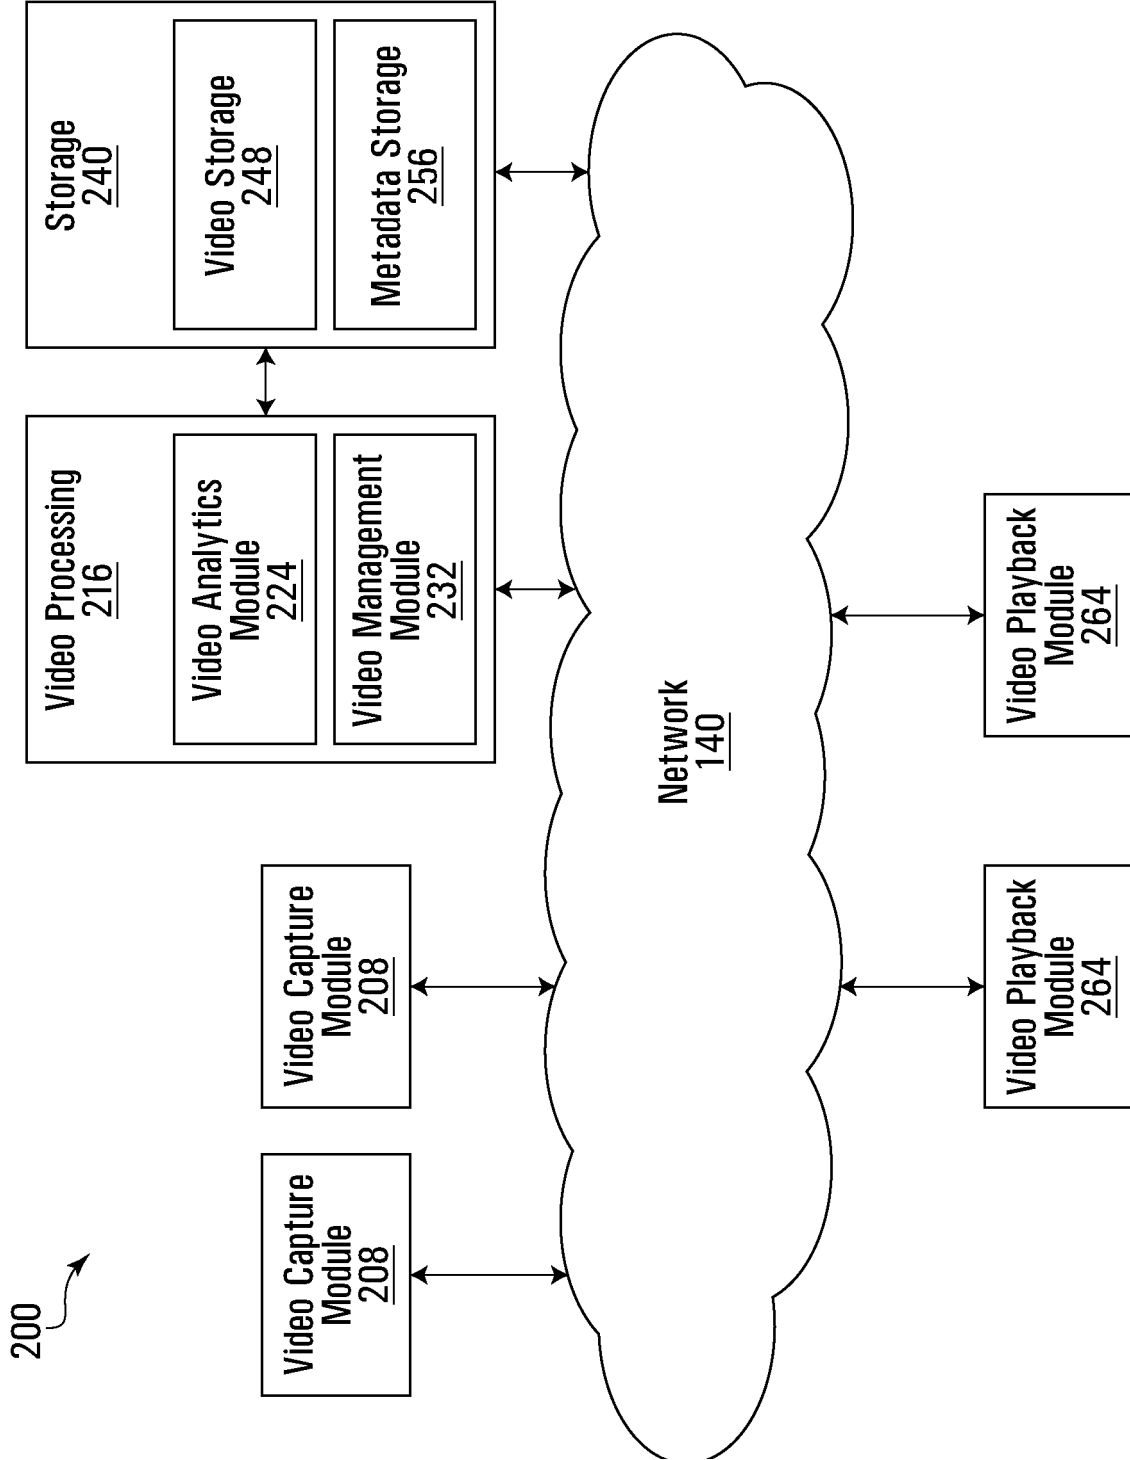 200
Video Capture
Module
208
Video Capture
Module
208
Video Processing
216
Video Analytics
Module
224
Video Management
Module
232
Storage
240
Video Storage
248
Metadata Storage
256
Network
140
Video Playback
Module
264
Video Playback
Module
264